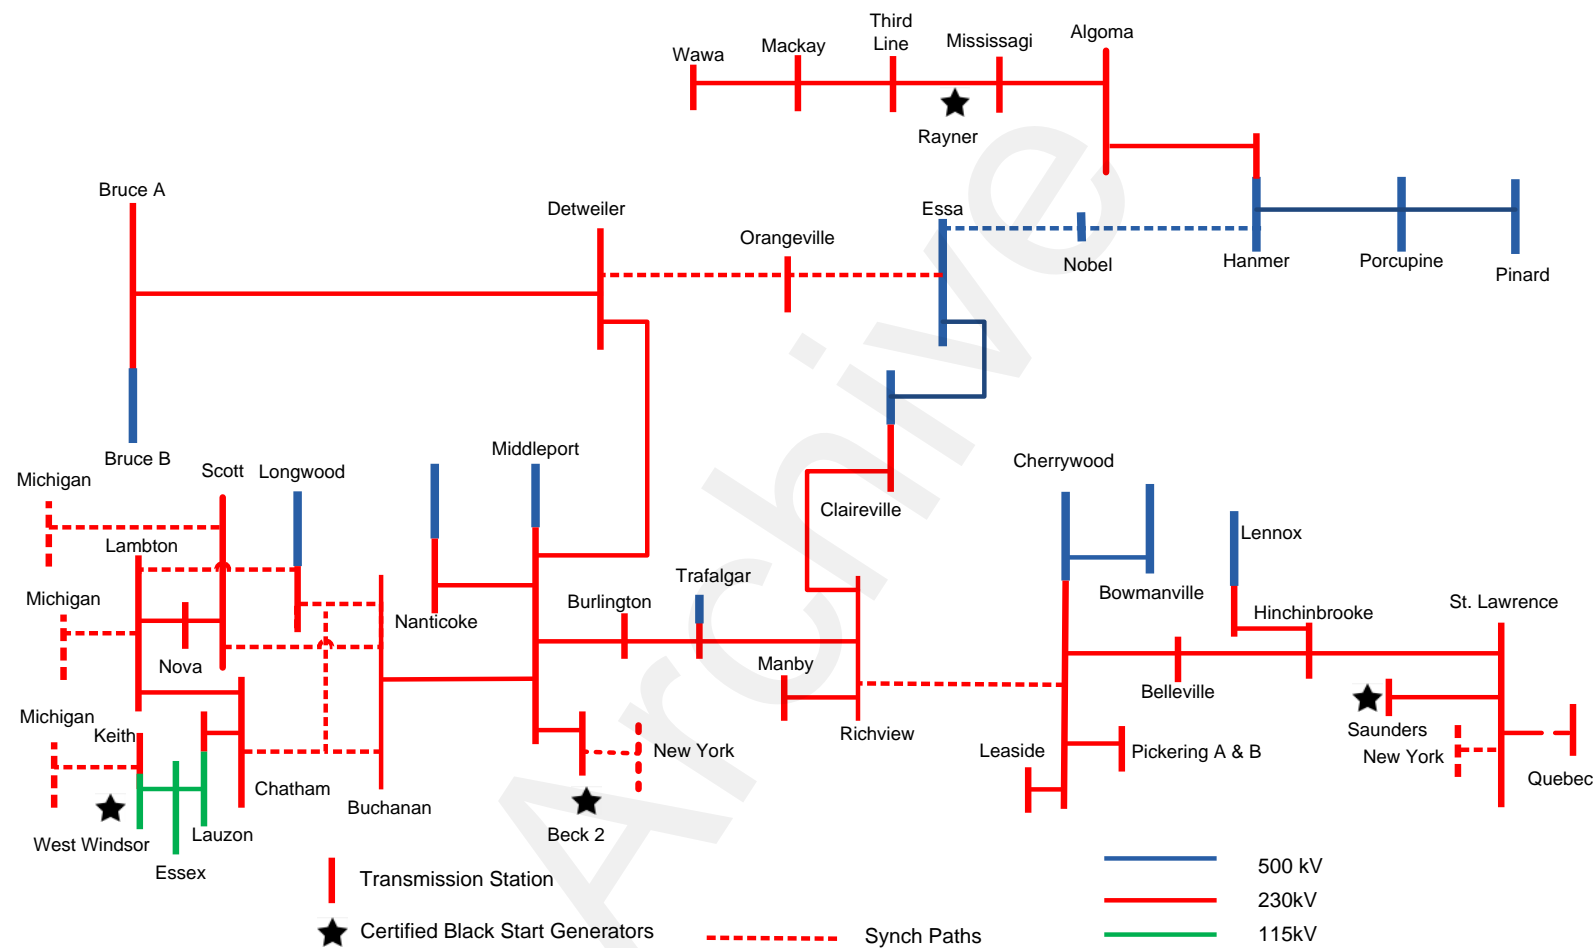 Third
Line
Algoma
Mackay
Mississagi
Wawa
Rayner
Bruce A
Detweiler
Essa
Orangeville
Nobel
Hanmer
Porcupine
Pinard
Middleport
Bruce B
Scott
Longwood
Michigan
Cherrywood
Claireville
Lennox
Lambton
Trafalgar
Bowmanville
Michigan
Burlington
Hinchinbrooke
St. Lawrence
Nanticoke
Nova
Manby
Belleville
Michigan
Keith
Richview
Saunders
New York
Leaside
Pickering A & B
New York
Quebec
Chatham
Buchanan
West Windsor
Lauzon
Beck 2
Essex
Transmission Station
500 kV
230kV
Certified Black Start Generators
Synch Paths
115kV
Archive